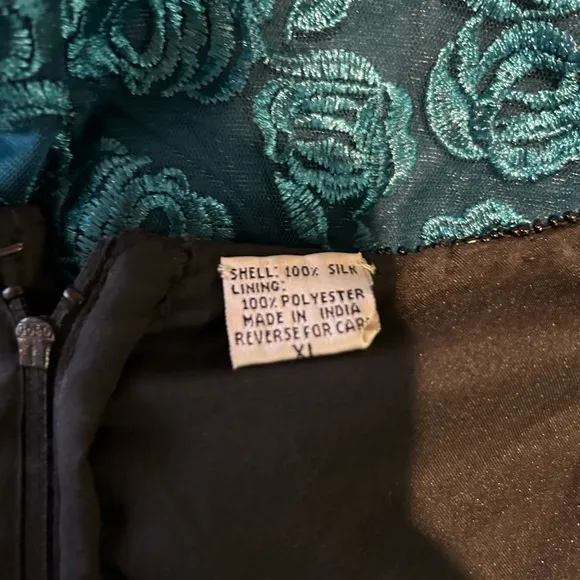 SHELL: 100% SILK
LINING:
100% POLYESTER
MADE IN INDIA
REVERSE FOR CAR
XL